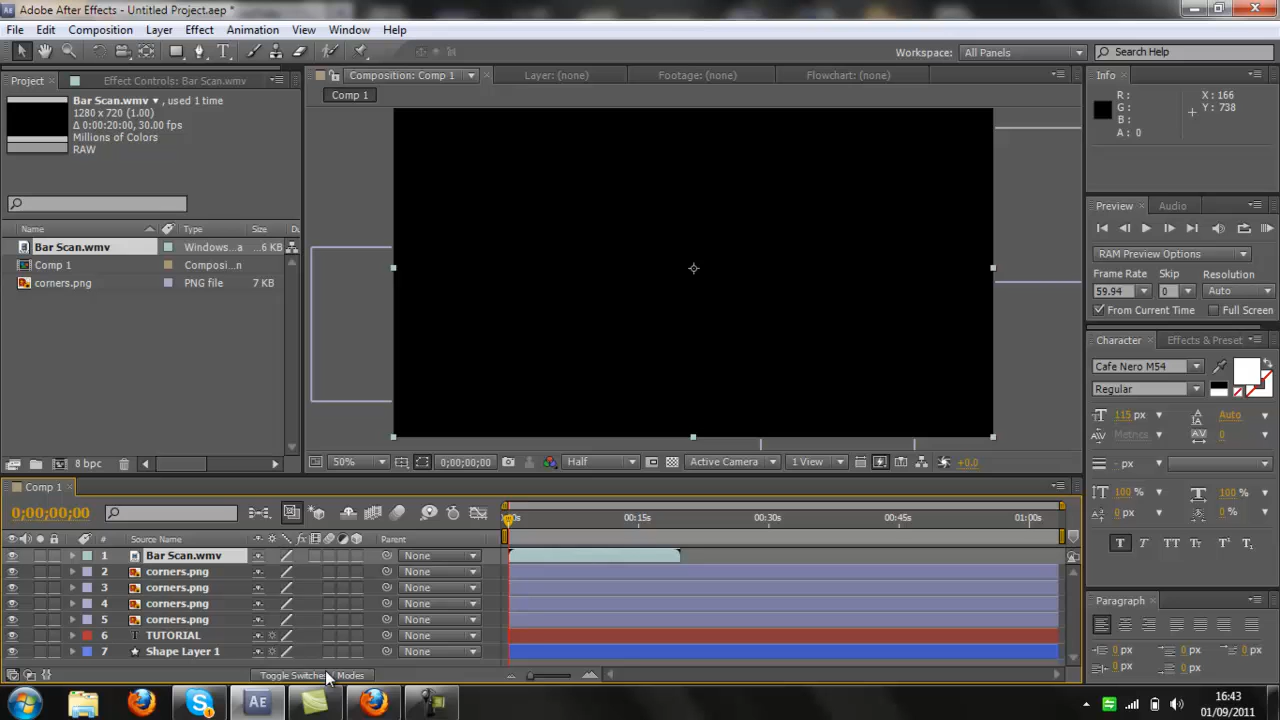 Adobe After Effects - Untitled Project.aep *
File Edit Composition Layer Effect Animation View Window Help
Workspace: All Panels Search Help
Project Effect Controls: Bar Scan.wmv
Composition: Comp 1 Layer: (none) Footage: (none) Flowchart: (none)
Info
Comp 1
Bar Scan.wmv ▾, used 1 time
1280 x 720 (1.00)
Δ 0:00:20:00, 30.00 fps
Millions of Colors
RAW
R: X: 166
G: Y: 738
B:
A: 0
Name Type Size Du
Bar Scan.wmv Windows...a ...6 KB
Comp 1 Composi...n
corners.png PNG file 7 KB
Preview Audio
RAM Preview Options
Frame Rate Skip Resolution
59.94 0 Auto
From Current Time Full Screen
Character Effects & Preset
Cafe Nero M54
Regular
115 px Auto
Metrics 0
- px
100 % 100 %
0 px 0 %
T T TT Tr T¹ T₁
Paragraph
0 px 0 px 0 px
0 px 0 px
8 bpc
50% 0;00;00;00 Half Active Camera 1 View +0.0
Comp 1
0;00;00;00
:00s 00:15s 00:30s 00:45s 01:00s
# Source Name Parent
1 Bar Scan.wmv None
2 corners.png None
3 corners.png None
4 corners.png None
5 corners.png None
6 T TUTORIAL None
7 Shape Layer 1 None
Toggle Switches Modes
Ae
16:43
01/09/2011